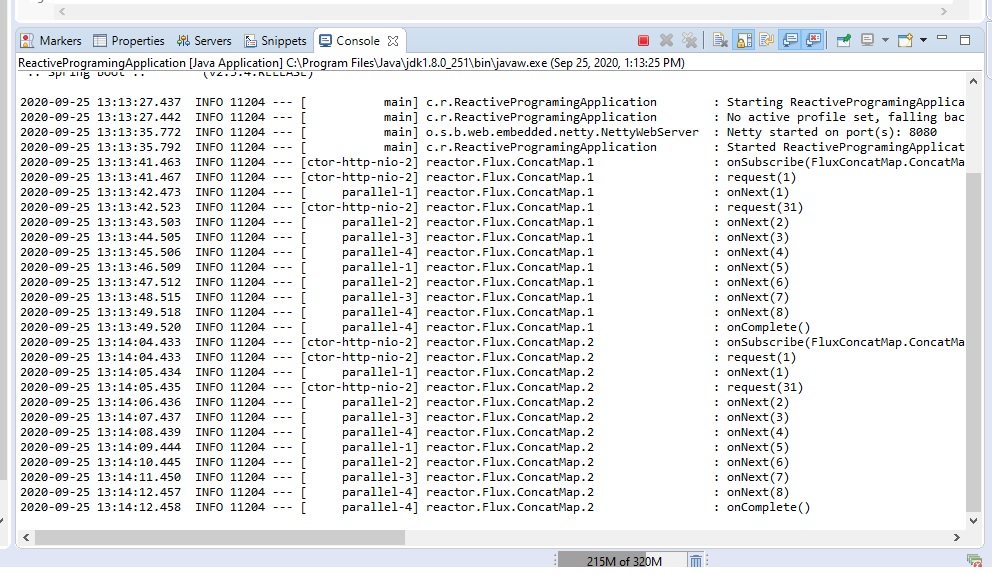 Markers Properties Servers Snippets Console
ReactiveProgramingApplication [Java Application] C:\Program Files\Java\jdk1.8.0_251\bin\javaw.exe (Sep 25, 2020, 1:13:25 PM)
:: Spring Boot :: (v2.3.4.RELEASE)
2020-09-25 13:13:27.437 INFO 11204 --- [ main] c.r.ReactiveProgramingApplication : Starting ReactiveProgramingApplica
2020-09-25 13:13:27.442 INFO 11204 --- [ main] c.r.ReactiveProgramingApplication : No active profile set, falling bac
2020-09-25 13:13:35.772 INFO 11204 --- [ main] o.s.b.web.embedded.netty.NettyWebServer : Netty started on port(s): 8080
2020-09-25 13:13:35.792 INFO 11204 --- [ main] c.r.ReactiveProgramingApplication : Started ReactiveProgramingApplicat
2020-09-25 13:13:41.463 INFO 11204 --- [ctor-http-nio-2] reactor.Flux.ConcatMap.1 : onSubscribe(FluxConcatMap.ConcatMa
2020-09-25 13:13:41.467 INFO 11204 --- [ctor-http-nio-2] reactor.Flux.ConcatMap.1 : request(1)
2020-09-25 13:13:42.473 INFO 11204 --- [ parallel-1] reactor.Flux.ConcatMap.1 : onNext(1)
2020-09-25 13:13:42.523 INFO 11204 --- [ctor-http-nio-2] reactor.Flux.ConcatMap.1 : request(31)
2020-09-25 13:13:43.503 INFO 11204 --- [ parallel-2] reactor.Flux.ConcatMap.1 : onNext(2)
2020-09-25 13:13:44.505 INFO 11204 --- [ parallel-3] reactor.Flux.ConcatMap.1 : onNext(3)
2020-09-25 13:13:45.506 INFO 11204 --- [ parallel-4] reactor.Flux.ConcatMap.1 : onNext(4)
2020-09-25 13:13:46.509 INFO 11204 --- [ parallel-1] reactor.Flux.ConcatMap.1 : onNext(5)
2020-09-25 13:13:47.512 INFO 11204 --- [ parallel-2] reactor.Flux.ConcatMap.1 : onNext(6)
2020-09-25 13:13:48.515 INFO 11204 --- [ parallel-3] reactor.Flux.ConcatMap.1 : onNext(7)
2020-09-25 13:13:49.518 INFO 11204 --- [ parallel-4] reactor.Flux.ConcatMap.1 : onNext(8)
2020-09-25 13:13:49.520 INFO 11204 --- [ parallel-4] reactor.Flux.ConcatMap.1 : onComplete()
2020-09-25 13:14:04.433 INFO 11204 --- [ctor-http-nio-2] reactor.Flux.ConcatMap.2 : onSubscribe(FluxConcatMap.ConcatMa
2020-09-25 13:14:04.433 INFO 11204 --- [ctor-http-nio-2] reactor.Flux.ConcatMap.2 : request(1)
2020-09-25 13:14:05.434 INFO 11204 --- [ parallel-1] reactor.Flux.ConcatMap.2 : onNext(1)
2020-09-25 13:14:05.435 INFO 11204 --- [ctor-http-nio-2] reactor.Flux.ConcatMap.2 : request(31)
2020-09-25 13:14:06.436 INFO 11204 --- [ parallel-2] reactor.Flux.ConcatMap.2 : onNext(2)
2020-09-25 13:14:07.437 INFO 11204 --- [ parallel-3] reactor.Flux.ConcatMap.2 : onNext(3)
2020-09-25 13:14:08.439 INFO 11204 --- [ parallel-4] reactor.Flux.ConcatMap.2 : onNext(4)
2020-09-25 13:14:09.444 INFO 11204 --- [ parallel-1] reactor.Flux.ConcatMap.2 : onNext(5)
2020-09-25 13:14:10.445 INFO 11204 --- [ parallel-2] reactor.Flux.ConcatMap.2 : onNext(6)
2020-09-25 13:14:11.450 INFO 11204 --- [ parallel-3] reactor.Flux.ConcatMap.2 : onNext(7)
2020-09-25 13:14:12.457 INFO 11204 --- [ parallel-4] reactor.Flux.ConcatMap.2 : onNext(8)
2020-09-25 13:14:12.458 INFO 11204 --- [ parallel-4] reactor.Flux.ConcatMap.2 : onComplete()
215M of 320M